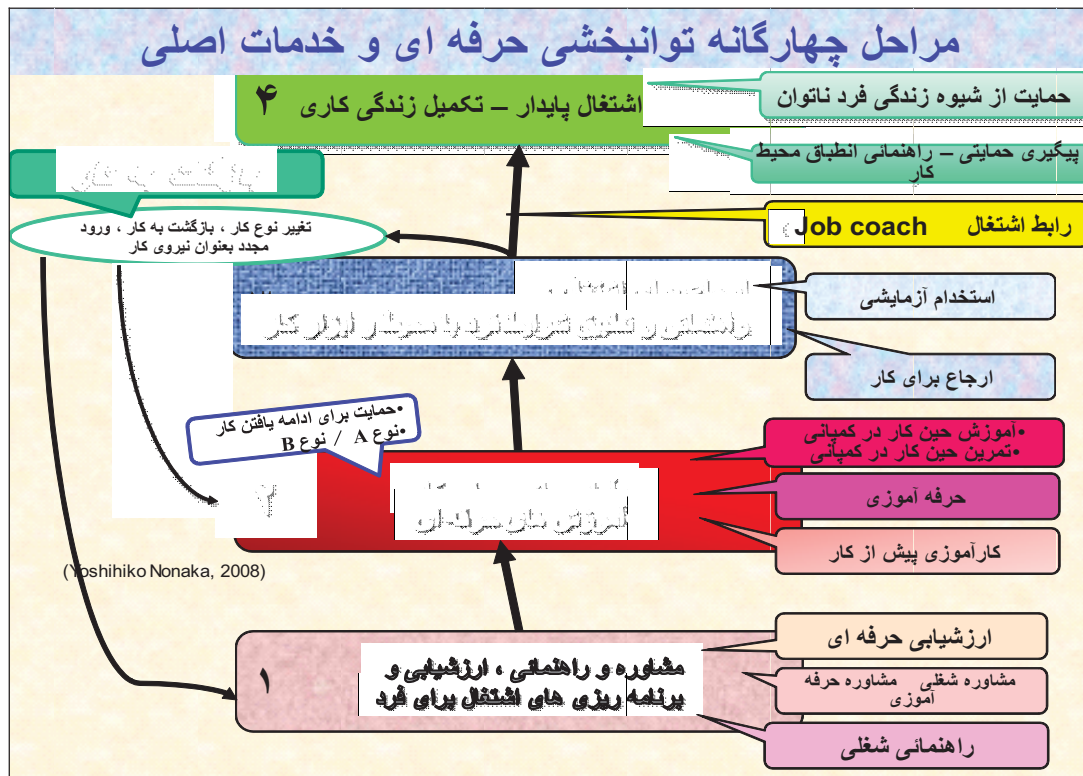 مراحل چهارگانه توانبخشی حرفه ای و خدمات اصلی
۴ اشتغال پایدار – تکمیل زندگی کاری
حمایت از شیوه زندگی فرد ناتوان
پیگیری حمایتی – راهنمائی انطباق محیط
کار
رابط اشتغال Job coach
تغییر نوع کار ، بازگشت به کار ، ورود
مجدد بعنوان نیروی کار
استخدام آزمایشی
ارجاع برای کار
•حمایت برای ادامه یافتن کار
•نوع A / نوع B
•آموزش حین کار در کمپانی
•تمرین حین کار در کمپانی
۲
حرفه آموزی
کارآموزی پیش از کار
(Yoshihiko Nonaka, 2008)
۱
مشاوره و راهنمائی ، ارزشیابی و
برنامه ریزی های اشتغال برای فرد
ارزشیابی حرفه ای
مشاوره شغلی مشاوره حرفه
آموزی
راهنمائی شغلی